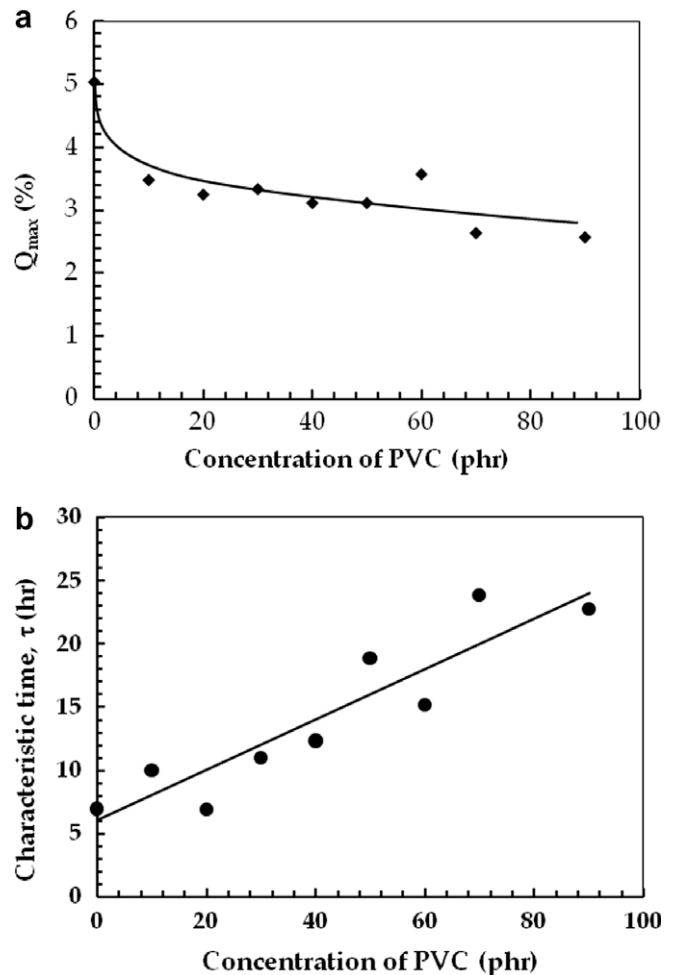 a
6
5
4
3
2
1
0
Q_max (%)
0 20 40 60 80 100
Concentration of PVC (phr)
b
30
25
20
15
10
5
0
Characteristic time, τ (hr)
0 20 40 60 80 100
Concentration of PVC (phr)